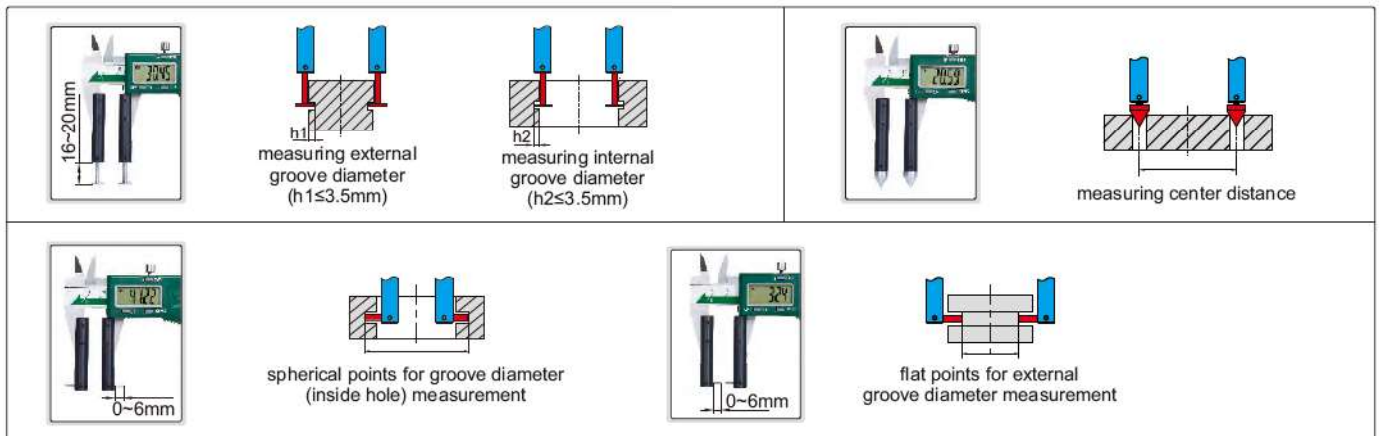 30.45
16~20mm
h1
measuring external
groove diameter
(h1≤3.5mm)
h2
measuring internal
groove diameter
(h2≤3.5mm)
20.59
measuring center distance
41.22
0~6mm
spherical points for groove diameter
(inside hole) measurement
3.24
0~6mm
flat points for external
groove diameter measurement